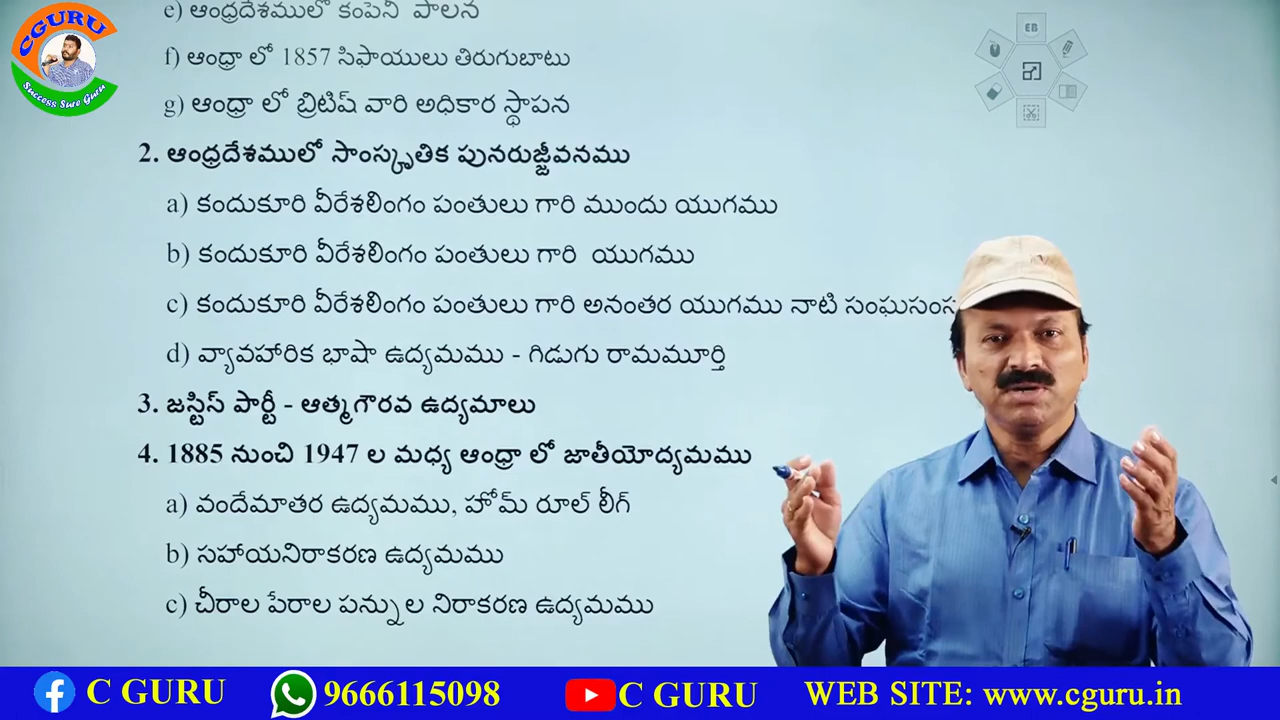 CGURU
Success Sure Guru
e) ఆంధ్రదేశములో కంపెనీ పాలన
f) ఆంధ్రా లో 1857 సిపాయులు తిరుగుబాటు
g) ఆంధ్రా లో బ్రిటిష్ వారి అధికార స్థాపన
2. ఆంధ్రదేశములో సాంస్కృతిక పునరుజ్జీవనము
a) కందుకూరి వీరేశలింగం పంతులు గారి ముందు యుగము
b) కందుకూరి వీరేశలింగం పంతులు గారి యుగము
c) కందుకూరి వీరేశలింగం పంతులు గారి అనంతర యుగము నాటి
d) వ్యావహారిక భాషా ఉద్యమము - గిడుగు రామమూర్తి
3. జస్టిస్ పార్టీ - ఆత్మగౌరవ ఉద్యమాలు
4. 1885 నుంచి 1947 ల మధ్య ఆంధ్రా లో జాతీయోద్యమము
a) వందేమాతర ఉద్యమము, హోమ్ రూల్ లీగ్
b) సహాయనిరాకరణ ఉద్యమము
c) చీరాల పేరాల పన్నుల నిరాకరణ ఉద్యమము
EB
C GURU 9666115098 C GURU WEB SITE: www.cguru.in